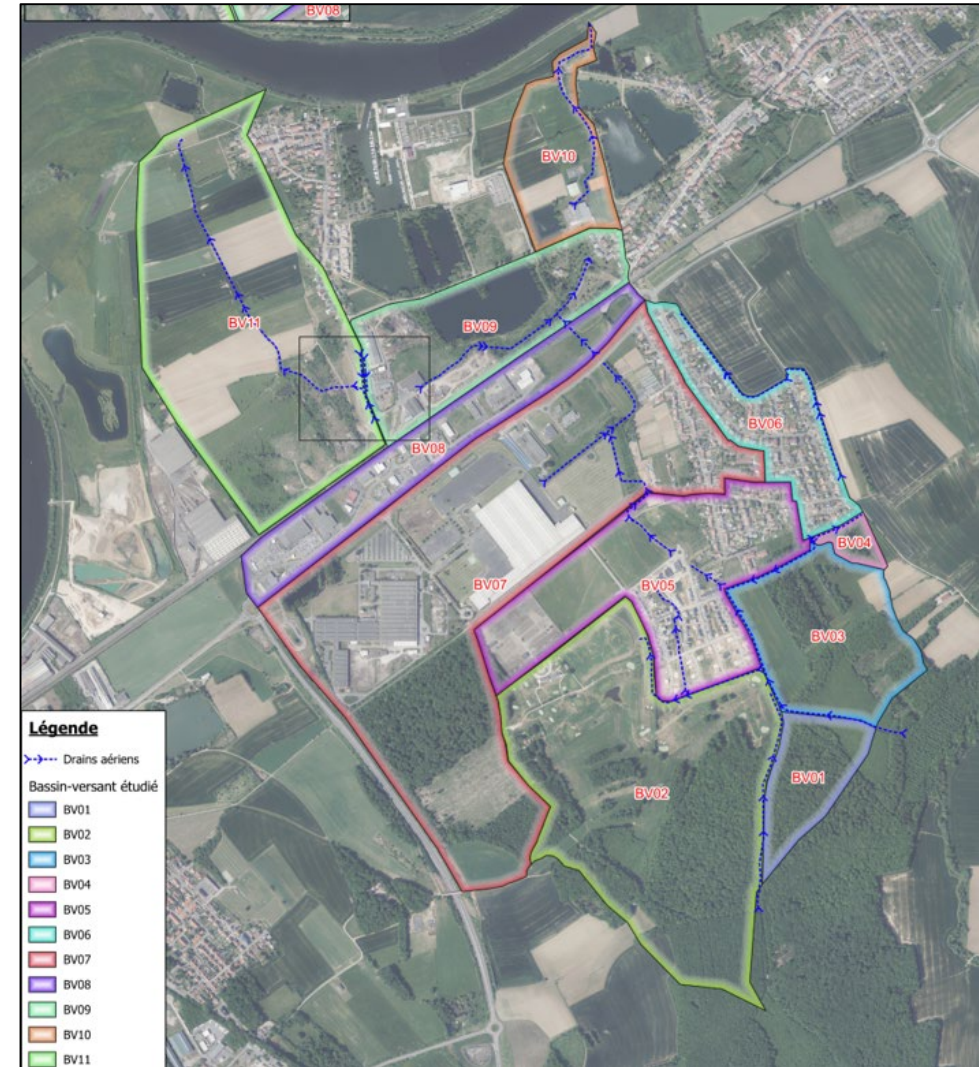 BV08
BV10
BV11
BV09
BV06
BV08
BV04
BV07
BV05
BV03
BV02
BV01
Légende
Drains aériens
Bassin-versant étudié
BV01
BV02
BV03
BV04
BV05
BV06
BV07
BV08
BV09
BV10
BV11